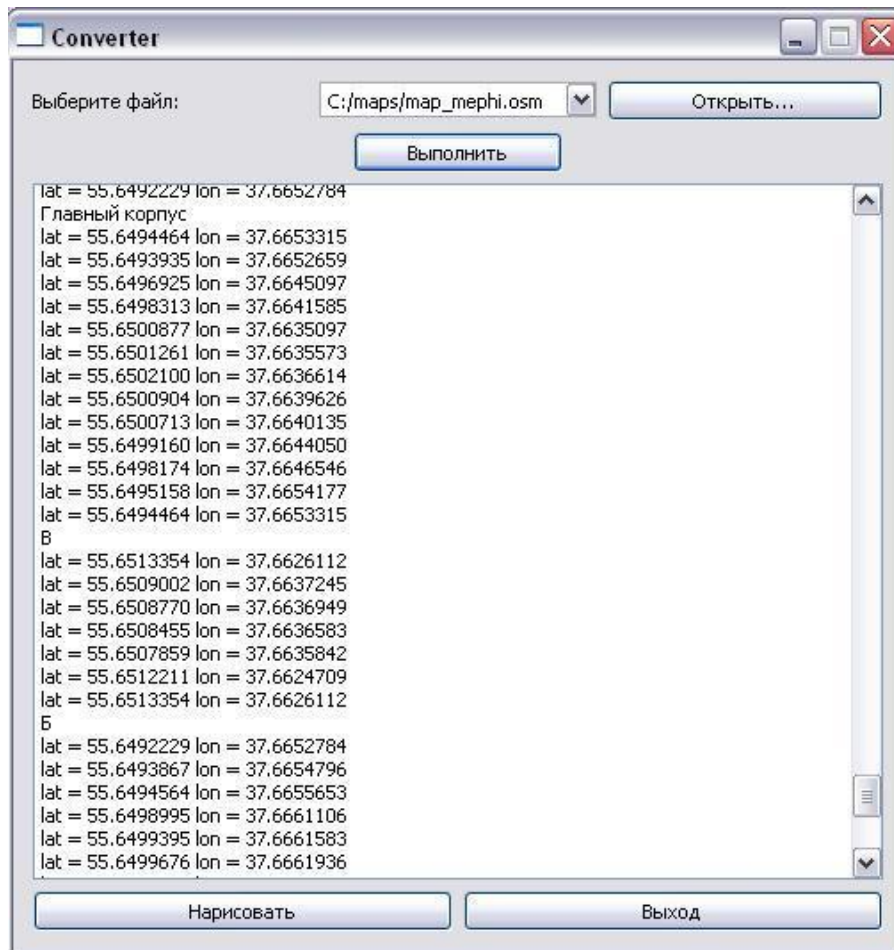 Converter
Выберите файл: C:/maps/map_mephi.osm Открыть...
Выполнить
lat = 55.6492229 lon = 37.6652784
Главный корпус
lat = 55.6494464 lon = 37.6653315
lat = 55.6493935 lon = 37.6652659
lat = 55.6496925 lon = 37.6645097
lat = 55.6498313 lon = 37.6641585
lat = 55.6500877 lon = 37.6635097
lat = 55.6501261 lon = 37.6635573
lat = 55.6502100 lon = 37.6636614
lat = 55.6500904 lon = 37.6639626
lat = 55.6500713 lon = 37.6640135
lat = 55.6499160 lon = 37.6644050
lat = 55.6498174 lon = 37.6646546
lat = 55.6495158 lon = 37.6654177
lat = 55.6494464 lon = 37.6653315
В
lat = 55.6513354 lon = 37.6626112
lat = 55.6509002 lon = 37.6637245
lat = 55.6508770 lon = 37.6636949
lat = 55.6508455 lon = 37.6636583
lat = 55.6507859 lon = 37.6635842
lat = 55.6512211 lon = 37.6624709
lat = 55.6513354 lon = 37.6626112
Б
lat = 55.6492229 lon = 37.6652784
lat = 55.6493867 lon = 37.6654796
lat = 55.6494564 lon = 37.6655653
lat = 55.6498995 lon = 37.6661106
lat = 55.6499395 lon = 37.6661583
lat = 55.6499676 lon = 37.6661936
Нарисовать Выход